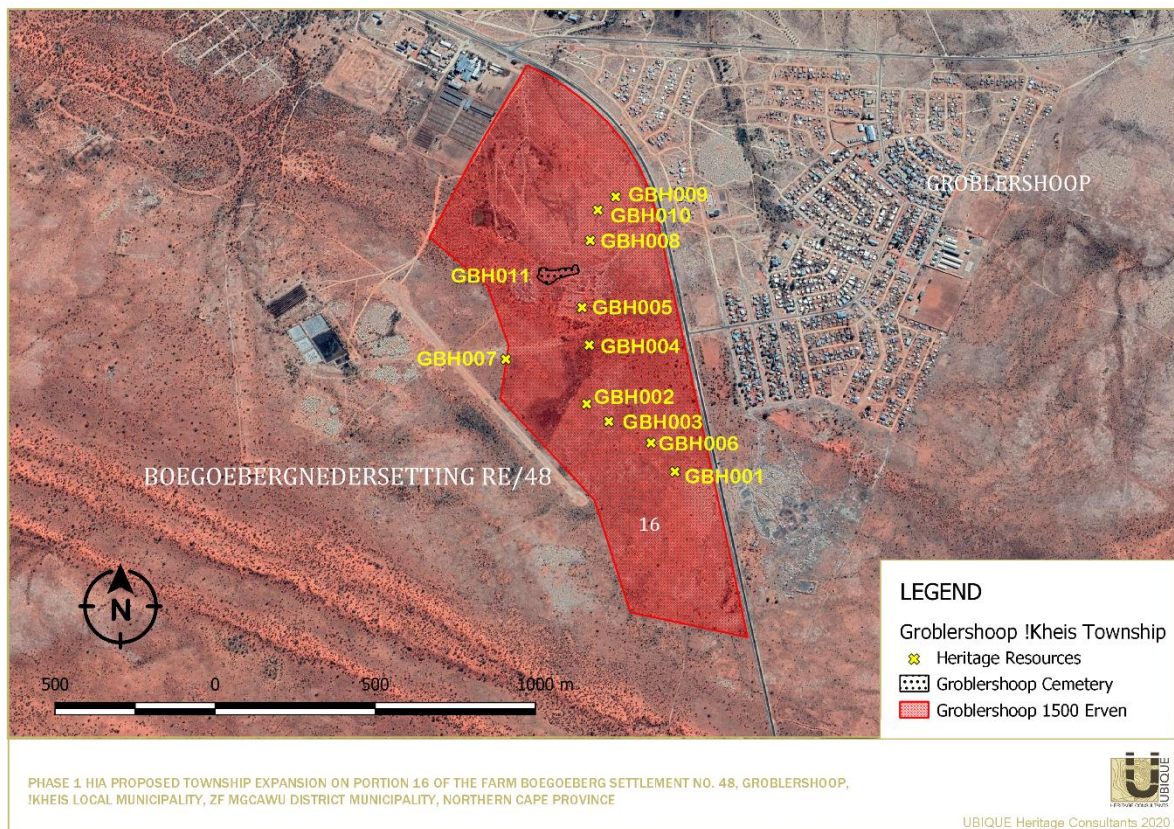 GROBLERSHOOP
GBH009
GBH010
GBH008
GBH011
GBH005
GBH004
GBH007
GBH002
GBH003
GBH006
GBH001
BOEGOEBERGNEDERSETTING RE/48
16
N
500 0 500 1000 m
LEGEND
Groblershoop !Kheis Township
Heritage Resources
Groblershoop Cemetery
Groblershoop 1500 Erven
PHASE 1 HIA PROPOSED TOWNSHIP EXPANSION ON PORTION 16 OF THE FARM BOEGOEBERG SETTLEMENT NO. 48, GROBLERSHOOP,
!KHEIS LOCAL MUNICIPALITY, ZF MGCAWU DISTRICT MUNICIPALITY, NORTHERN CAPE PROVINCE
UBIQUE
HERITAGE CONSULTANTS
UBIQUE Heritage Consultants 2020